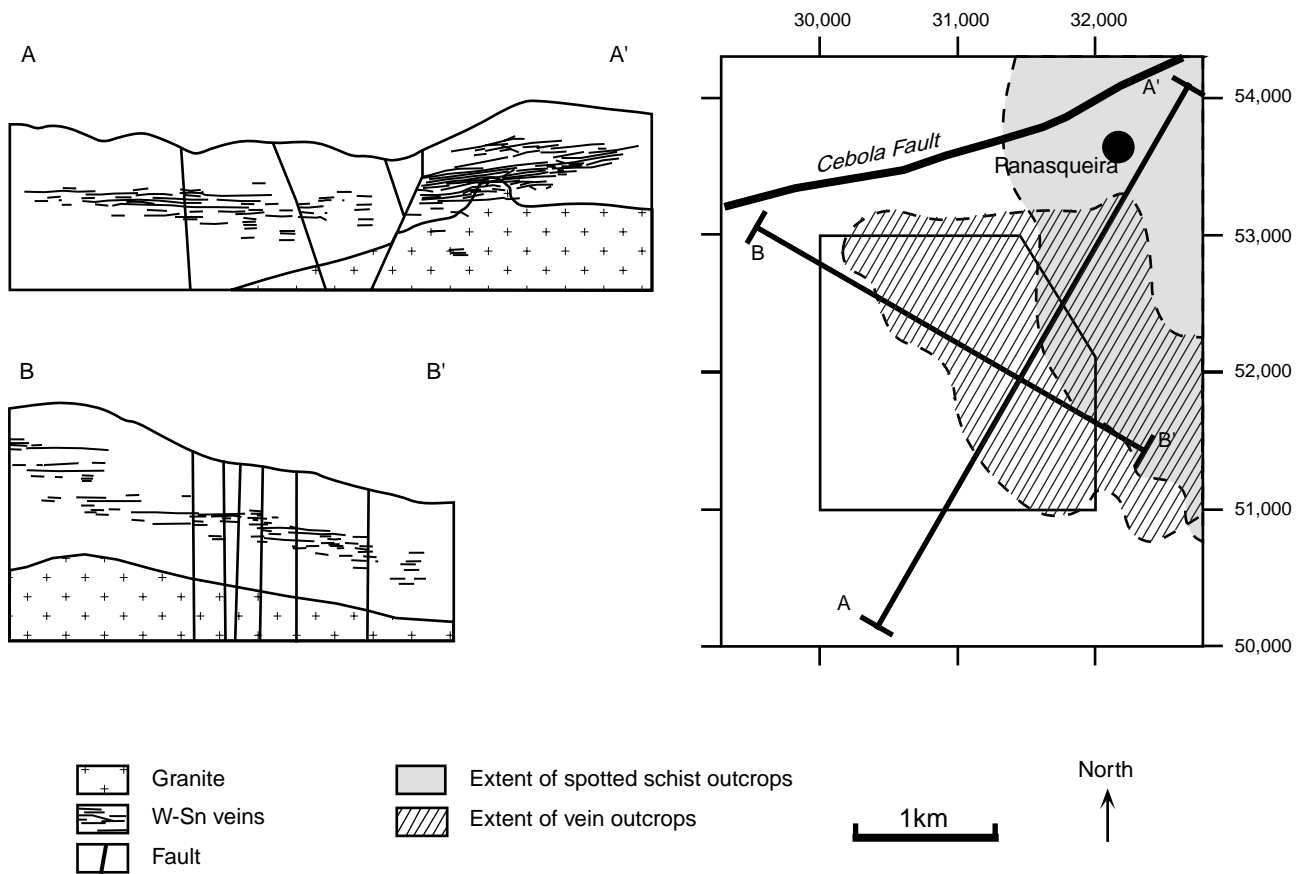 A
A'
B
B'
30,000
31,000
32,000
54,000
53,000
52,000
51,000
50,000
A'
Cebola Fault
Panasqueira
B
B'
A
Granite
W-Sn veins
Fault
Extent of spotted schist outcrops
Extent of vein outcrops
1km
North